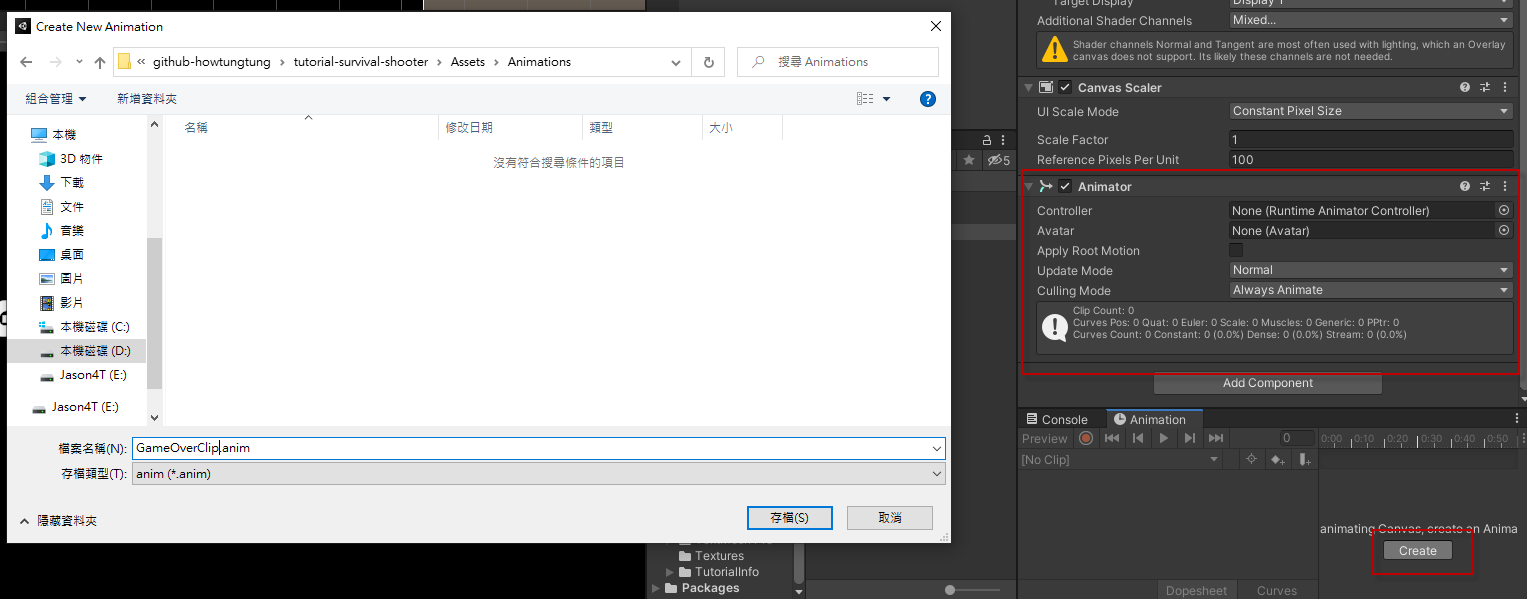 Create New Animation
« github-howtungtung › tutorial-survival-shooter › Assets › Animations
搜尋 Animations
組合管理
新增資料夾
本機
3D 物件
下載
文件
音樂
桌面
圖片
影片
本機磁碟 (C:)
本機磁碟 (D:)
Jason4T (E:)
Jason4T (E:)
名稱
修改日期
類型
大小
沒有符合搜尋條件的項目
檔案名稱(N):
GameOverClip.anim
存檔類型(T):
anim (*.anim)
隱藏資料夾
存檔(S)
取消
5
Textures
TutorialInfo
Packages
Target Display
Display 1
Additional Shader Channels
Mixed...
Shader channels Normal and Tangent are most often used with lighting, which an Overlay
canvas does not support. Its likely these channels are not needed.
Canvas Scaler
UI Scale Mode
Constant Pixel Size
Scale Factor
1
Reference Pixels Per Unit
100
Animator
Controller
None (Runtime Animator Controller)
Avatar
None (Avatar)
Apply Root Motion
Update Mode
Normal
Culling Mode
Always Animate
Clip Count: 0
Curves Pos: 0 Quat: 0 Euler: 0 Scale: 0 Muscles: 0 Generic: 0 PPtr: 0
Curves Count: 0 Constant: 0 (0.0%) Dense: 0 (0.0%) Stream: 0 (0.0%)
Add Component
Console
Animation
Preview
0
0:00
0:10
0:20
0:30
0:40
0:50
[No Clip]
animating Canvas, create an Anima
Create
Dopesheet
Curves